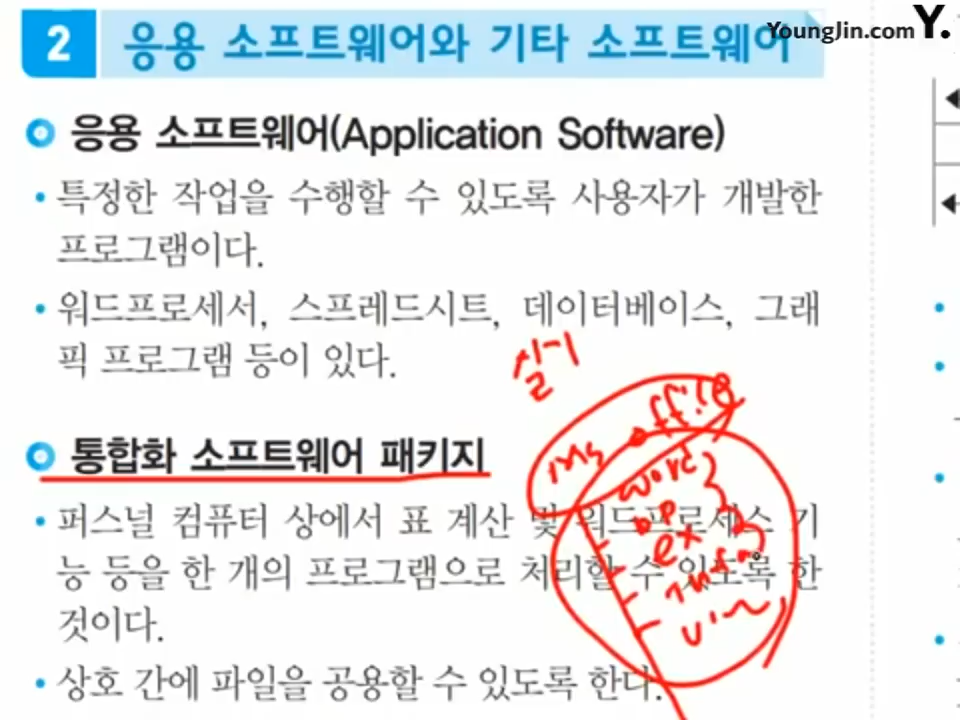 YoungJin.com Y.
2 응용 소프트웨어와 기타 소프트웨어
응용 소프트웨어(Application Software)
• 특정한 작업을 수행할 수 있도록 사용자가 개발한
프로그램이다.
• 워드프로세서, 스프레드시트, 데이터베이스, 그래
픽 프로그램 등이 있다.
실기
ms office
통합화 소프트웨어 패키지
word
• 퍼스널 컴퓨터 상에서 표 계산 및 워드프로세스 기
능 등을 한 개의 프로그램으로 처리할 수 있도록 한
것이다.
• 상호 간에 파일을 공용할 수 있도록 한다.